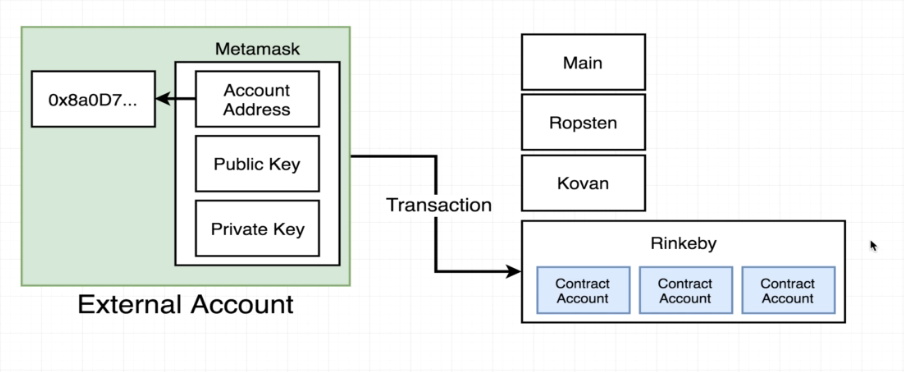 Metamask
0x8a0D7...
Account
Address
Public Key
Private Key
External Account
Transaction
Main
Ropsten
Kovan
Rinkeby
Contract
Account
Contract
Account
Contract
Account